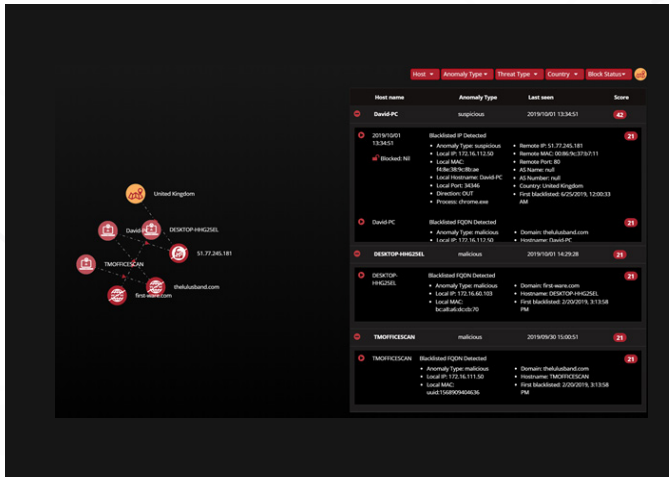 Host
Anomaly Type
Threat Type
Country
Block Status
Host name Anomaly Type Last seen Score
David-PC suspicious 2019/10/01 13:34:51 42
2019/10/01 13:34:51
Blocked: Nil
Blacklisted IP Detected
Anomaly Type: suspicious
Local IP: 172.16.112.50
Local MAC:
Local Hostname: David-PC
Local Port: 34346
Direction: OUT
Process: chrome.exe
Remote IP: 51.77.245.181
Remote MAC: 00:86:9c:37:b7:11
Remote Port: 80
AS Name: null
AS Number: null
Country: United Kingdom
First blacklisted: 6/25/2019, 12:00:33
AM
21
David-PC
Blacklisted FQDN Detected
Anomaly Type: malicious
Local IP: 172.16.112.50
Domain: thelulusband.com
Hostname: David-PC
21
DESKTOP-HHG2SEL malicious 2019/10/01 14:29:28 21
DESKTOP-
HHG2SEL
Blacklisted FQDN Detected
Anomaly Type: malicious
Local IP: 172.16.60.103
Local MAC:
Domain: first-ware.com
Hostname: DESKTOP-HHG2SEL
First blacklisted: 2/20/2019, 3:13:58
PM
21
TMOFFICESCAN malicious 2019/09/30 15:00:51 21
TMOFFICESCAN
Blacklisted FQDN Detected
Anomaly Type: malicious
Local IP: 172.16.111.50
Local MAC:
uuid:1568909404636
Domain: thelulusband.com
Hostname: TMOFFICESCAN
First blacklisted: 2/20/2019, 3:13:58
PM
21
United Kingdom
David-
DESKTOP-HHG2SEL
51.77.245.181
TMOFFICESCAN
thelulusband.com
first-ware.com